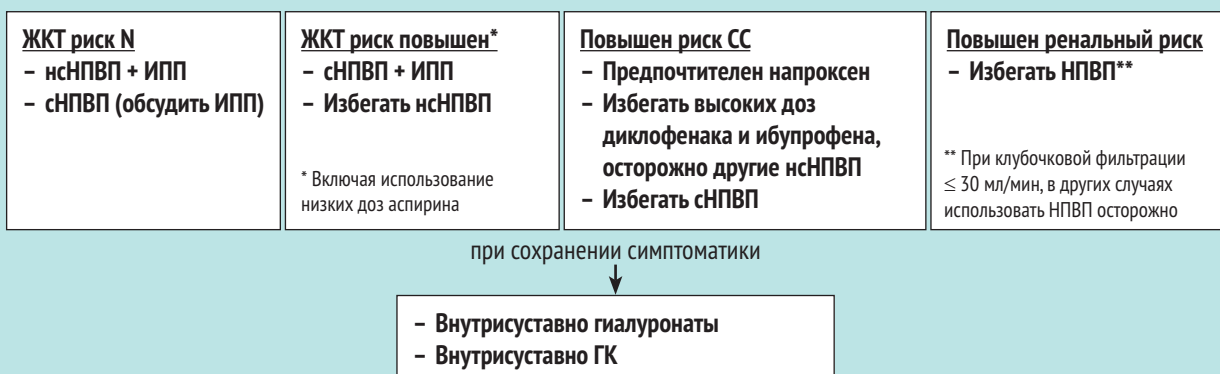 ЖКТ риск N
– нсНПВП + ИПП
– сНПВП (обсудить ИПП)
ЖКТ риск повышен*
– сНПВП + ИПП
– Избегать нсНПВП
* Включая использование
низких доз аспирина
Повышен риск СС
– Предпочтителен напроксен
– Избегать высоких доз
диклофенака и ибупрофена,
осторожно другие нсНПВП
– Избегать сНПВП
Повышен ренальный риск
– Избегать НПВП**
** При клубочковой фильтрации
≤ 30 мл/мин, в других случаях
использовать НПВП осторожно
при сохранении симптоматики
– Внутрисуставно гиалуронаты
– Внутрисуставно ГК